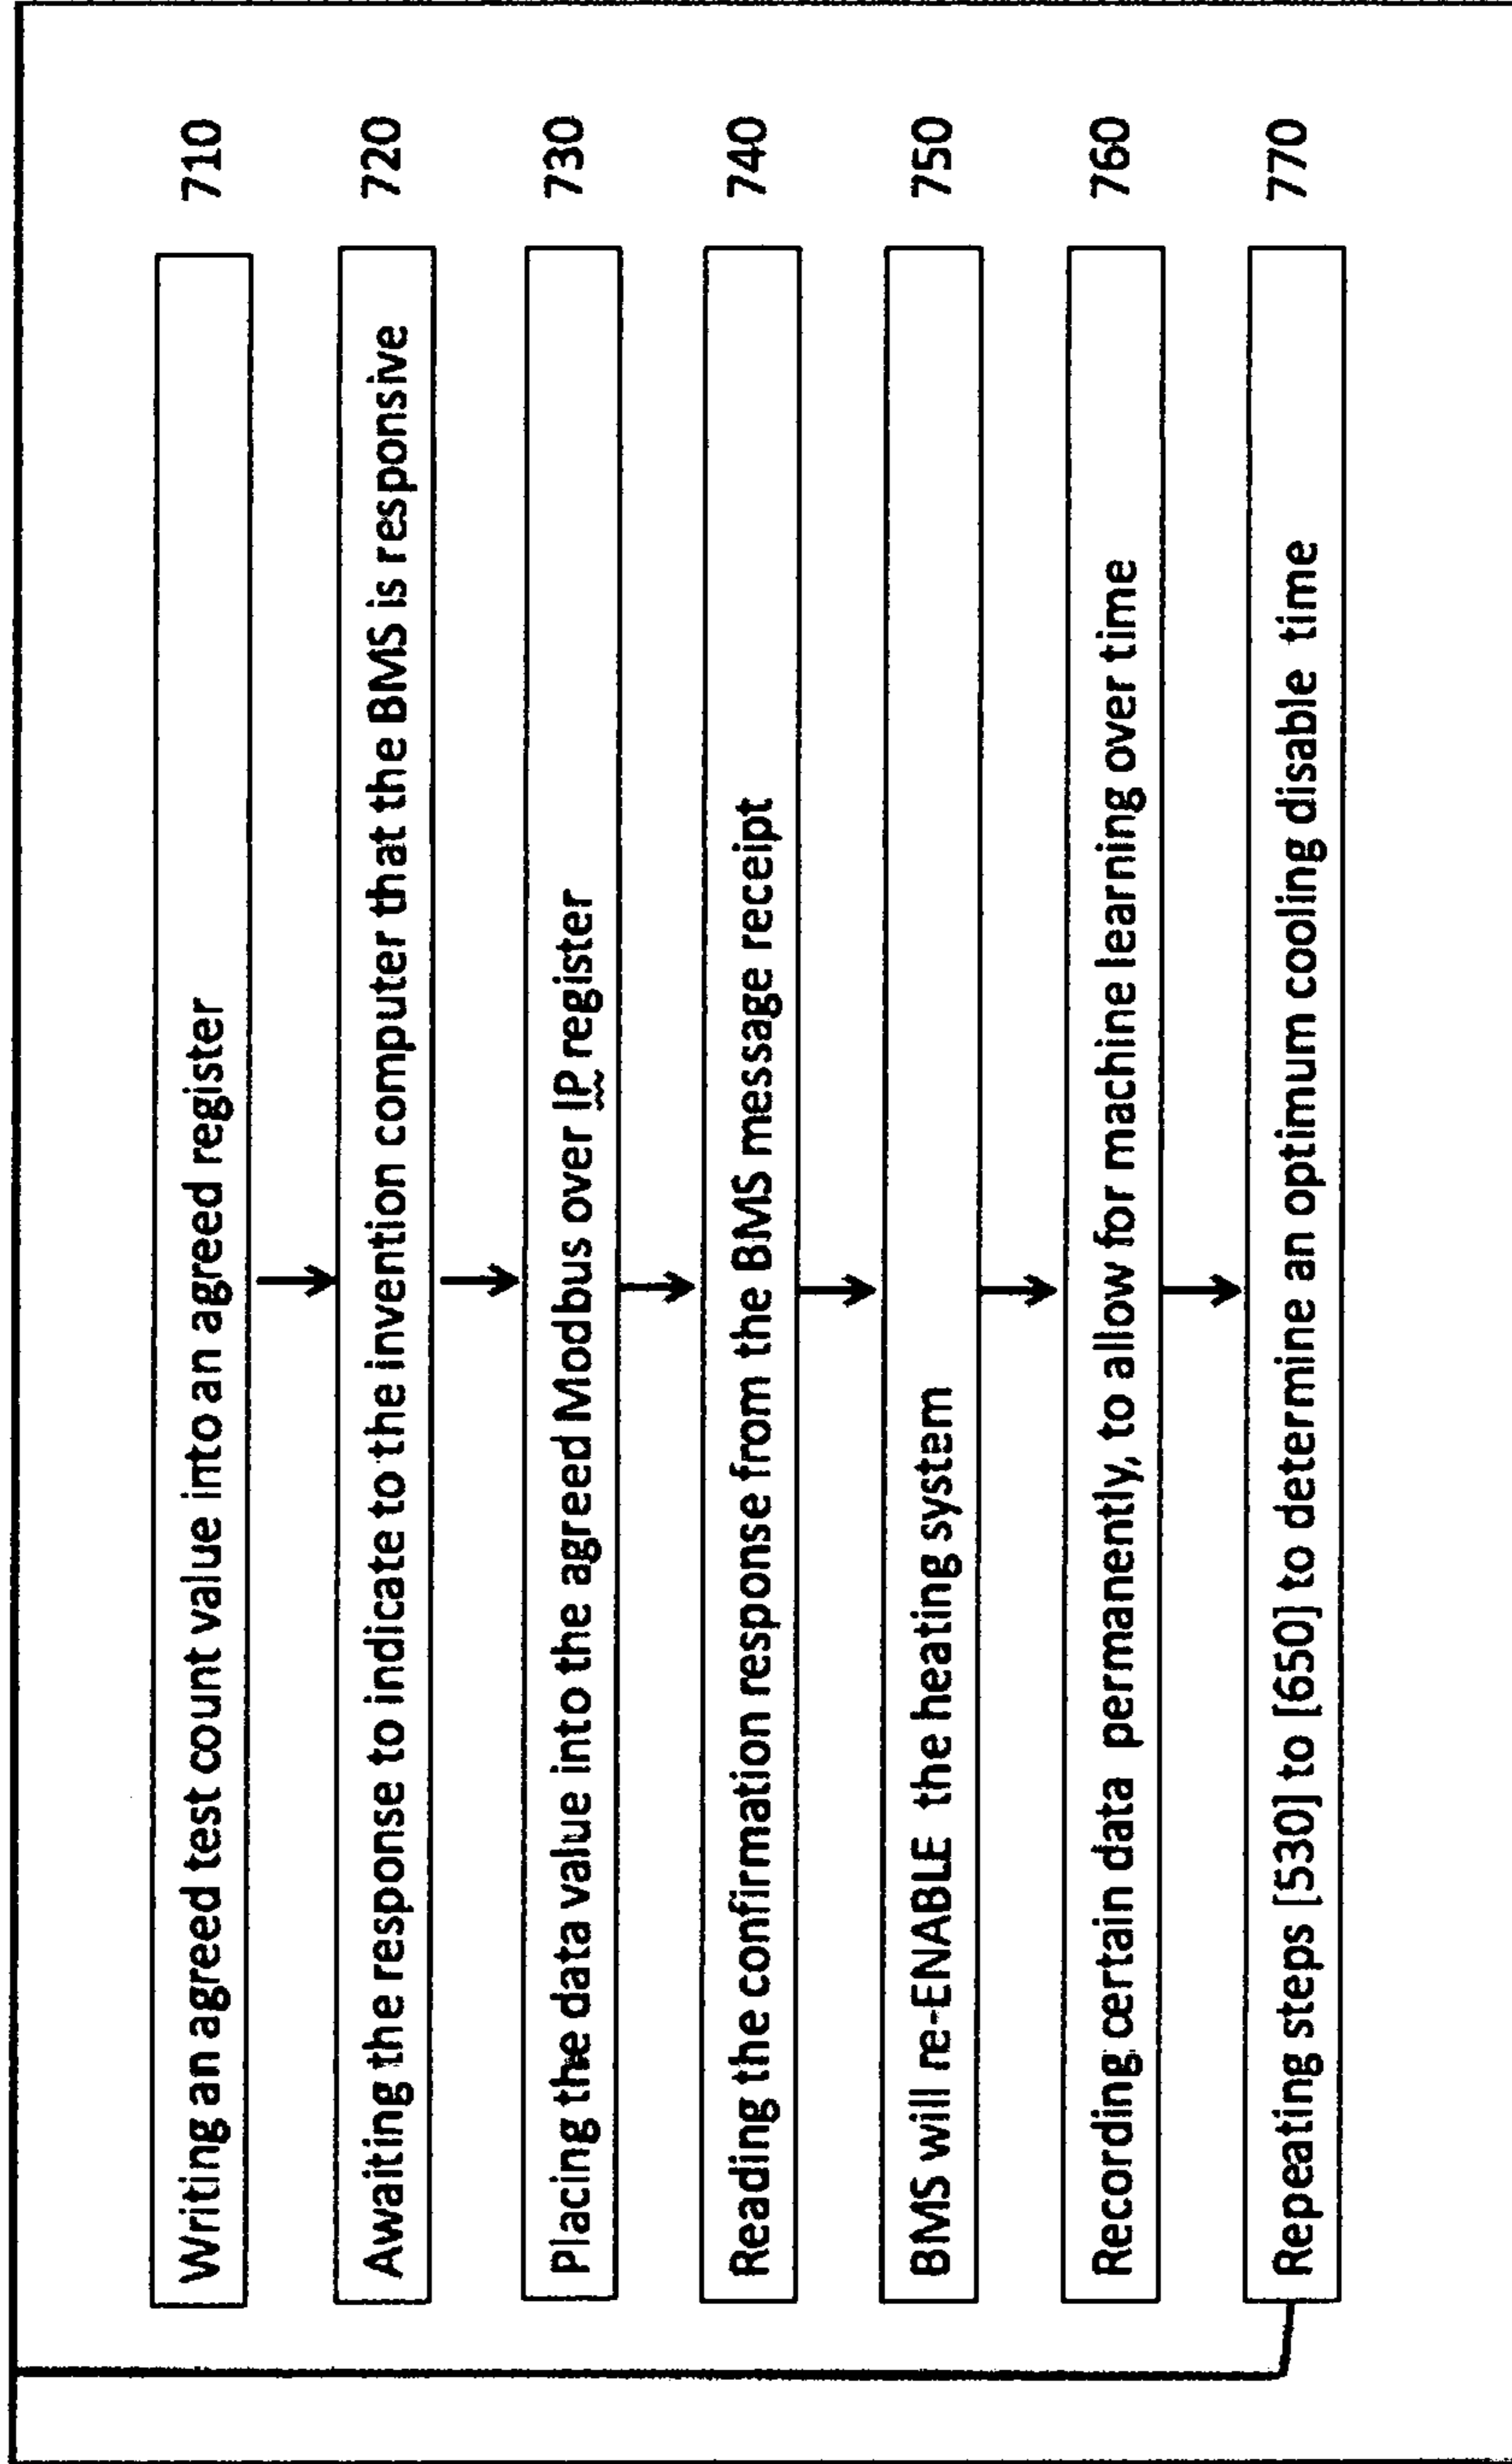 Writing an agreed test count value into an agreed register 710
Awaiting the response to indicate to the invention computer that the BMS is responsive 720
Placing the data value into the agreed Modbus over IP register 730
Reading the confirmation response from the BMS message receipt 740
BMS will re-ENABLE the heating system 750
Recording certain data permanently, to allow for machine learning over time 760
Repeating steps [530] to [650] to determine an optimum cooling disable time 770